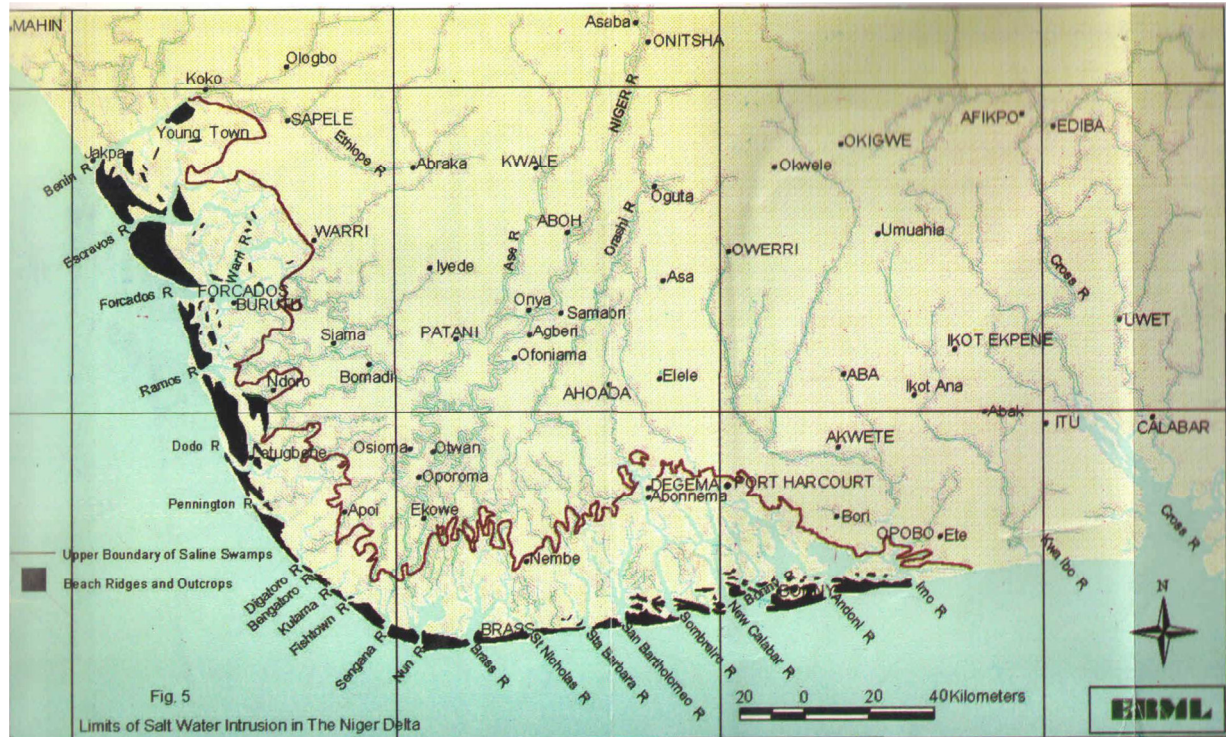 MAHIN
Asaba
ONITSHA
Ologbo
Koko
NIGER R
SAPELE
Young Town
Ethiope R
AFIKPO
EDIBA
OKIGWE
Jakpa
Benin R
Abraka
KWALE
Okwele
Oguta
Orashi R
ABOH
Ase R
WARRI
Warri R
Escravos R
OWERRI
Umuahia
Cross R
Iyede
Asa
Forcados R
FORCADOS
BURUTU
Onya
Samabri
UWET
Siama
PATANI
Agberi
Ofoniama
IKOT EKPENE
Ramos R
Ndoro
Bomadi
AHOADA
Elele
ABA
Ikot Ana
Abak
ITU
CALABAR
Dodo R
Osioma
Otwan
AKWETE
Oporoma
DEGEMA
PORT HARCOURT
Abonnema
Pennington R
Apoi
Ekowe
Bori
OPOBO
Ete
Cross R
Kwa Ibo R
Nembe
Upper Boundary of Saline Swamps
Beach Ridges and Outcrops
Digatoro R
Bengatoro R
Kulama R
Fishtown R
Sengana R
Nun R
Brass R
BRASS
St Nicholas R
Sta Barbara R
San Bartholomeo R
Sombreiro R
New Calabar R
Andoni R
Imo R
N
Fig. 5
20 0 20 40 Kilometers
Limits of Salt Water Intrusion in The Niger Delta
ERML